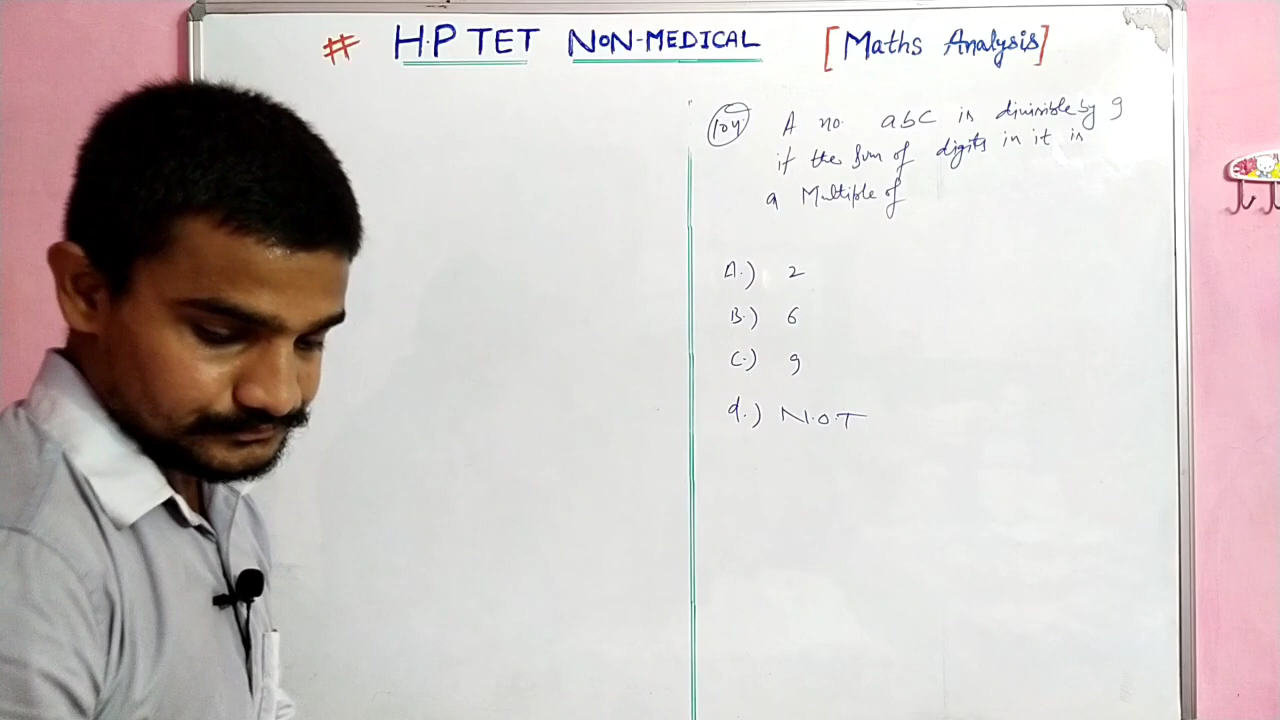 # H.P TET NON-MEDICAL [Maths Analysis]
104. A no. abc is divisible by 9
if the sum of digits in it is
a Multiple of
A.) 2
B.) 6
C.) 9
d.) N.O.T